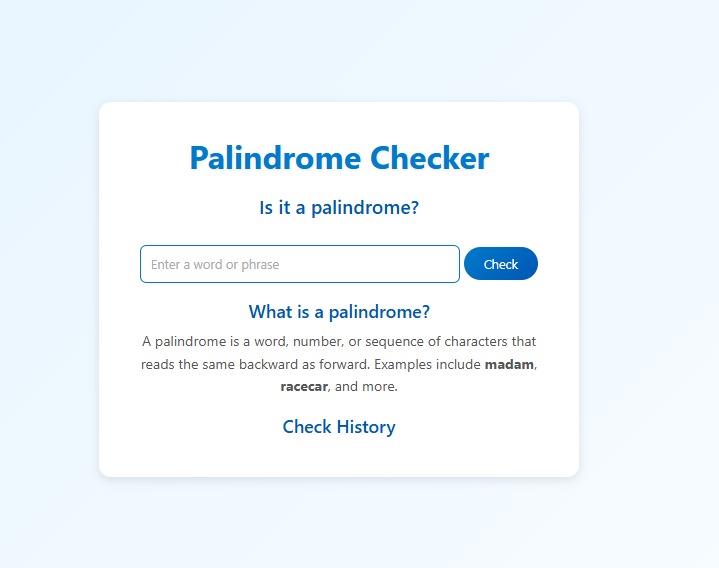 Palindrome Checker
Is it a palindrome?
Enter a word or phrase
Check
What is a palindrome?
A palindrome is a word, number, or sequence of characters that
reads the same backward as forward. Examples include madam,
racecar, and more.
Check History